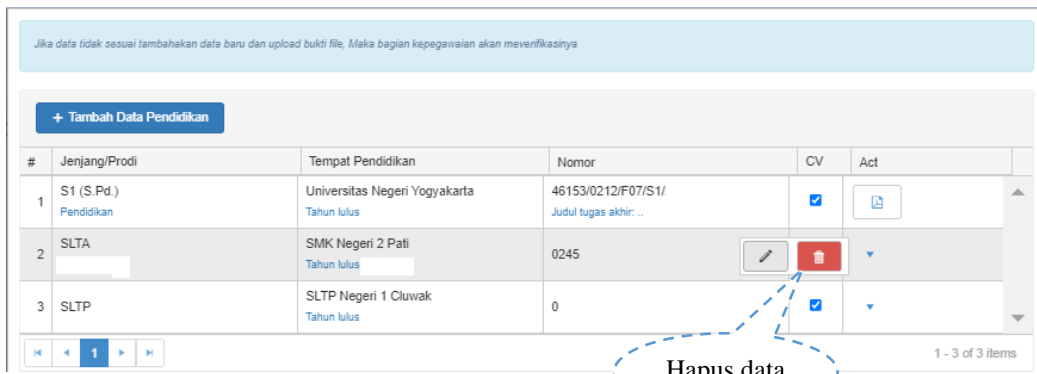 Jika data tidak sesuai tambahakan data baru dan upload bukti file, Maka bagian kepegawaian akan meverifikasinya
+ Tambah Data Pendidikan
# Jenjang/Prodi Tempat Pendidikan Nomor CV Act
1 S1 (S.Pd.) Universitas Negeri Yogyakarta 46153/0212/F07/S1/
Pendidikan Tahun lulus Judul tugas akhir: ..
2 SLTA SMK Negeri 2 Pati 0245
Tahun lulus
3 SLTP SLTP Negeri 1 Cluwak 0
Tahun lulus
1 1 - 3 of 3 items
Hapus data